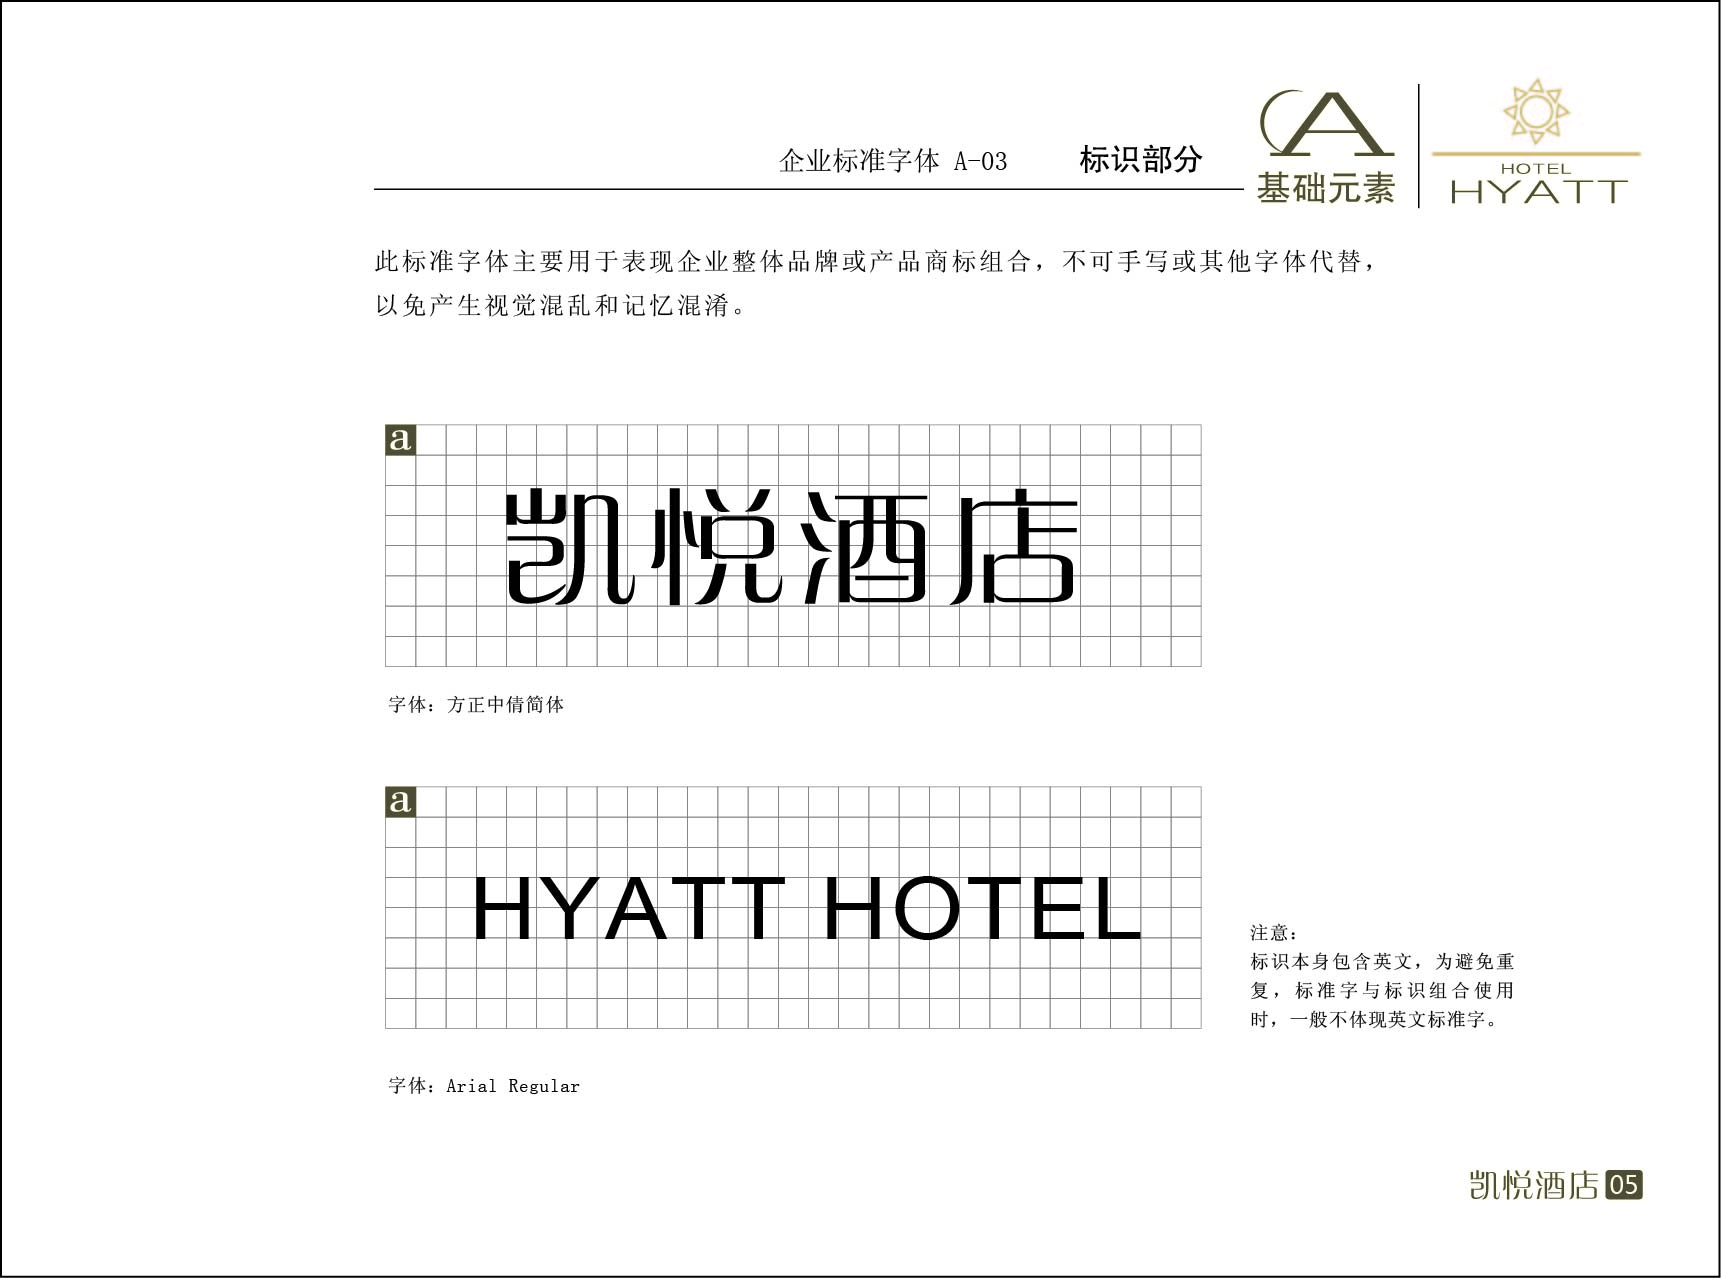 企业标准字体 A-03 标识部分
A
基础元素
HOTEL
HYATT
此标准字体主要用于表现企业整体品牌或产品商标组合，不可手写或其他字体代替，
以免产生视觉混乱和记忆混淆。
a
凯悦酒店
字体：方正中倩简体
a
HYATT HOTEL
注意：
标识本身包含英文，为避免重
复，标准字与标识组合使用
时，一般不体现英文标准字。
字体：Arial Regular
凯悦酒店 05